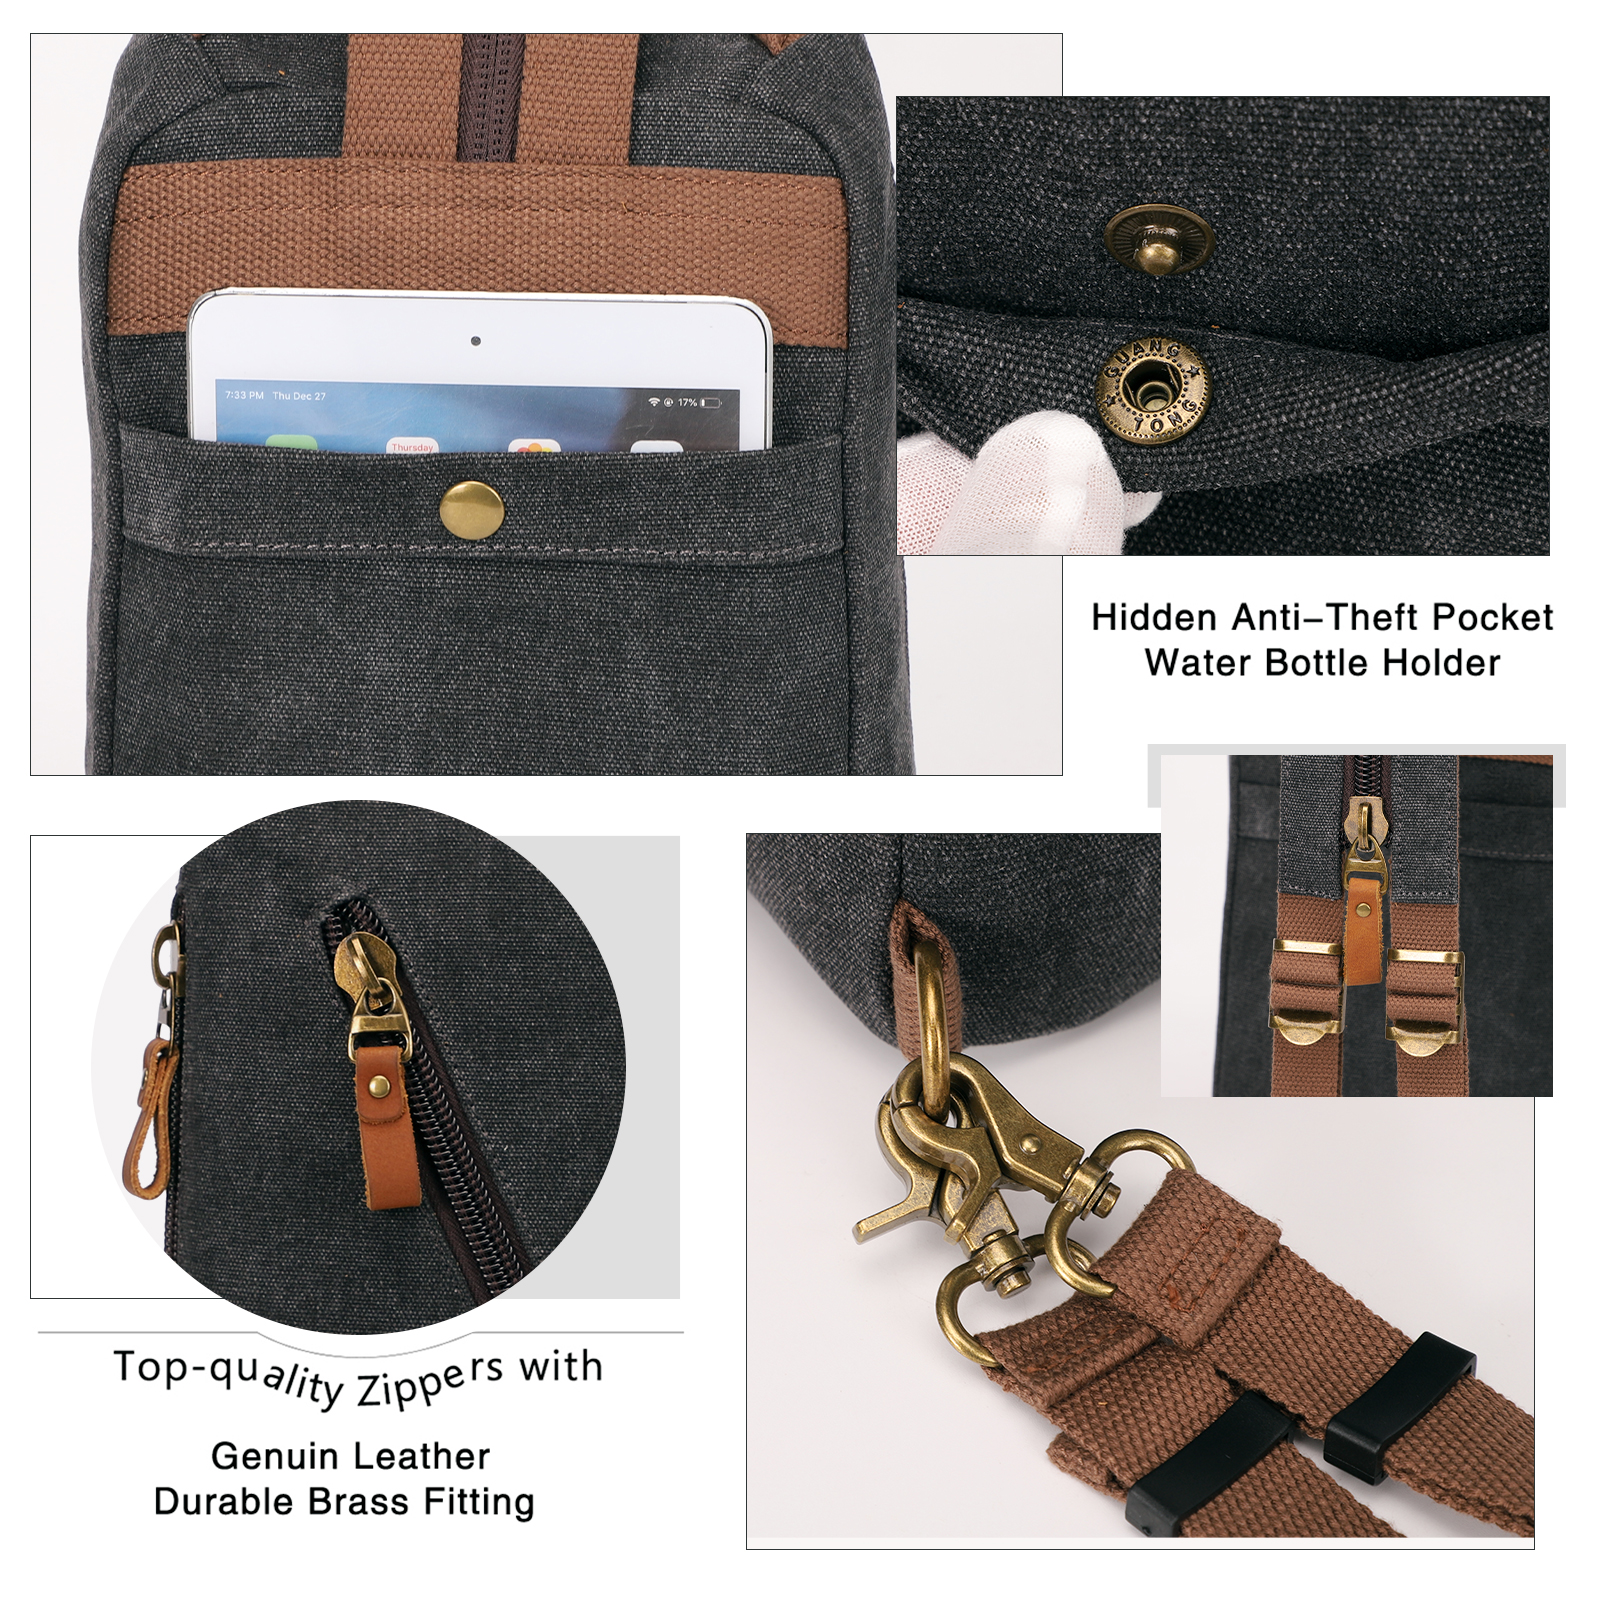 7:33 PM Thu Dec 27
17%
Thursday
GUANG
TONG
Hidden Anti-Theft Pocket
Water Bottle Holder
Top-quality Zippers with
Genuin Leather
Durable Brass Fitting